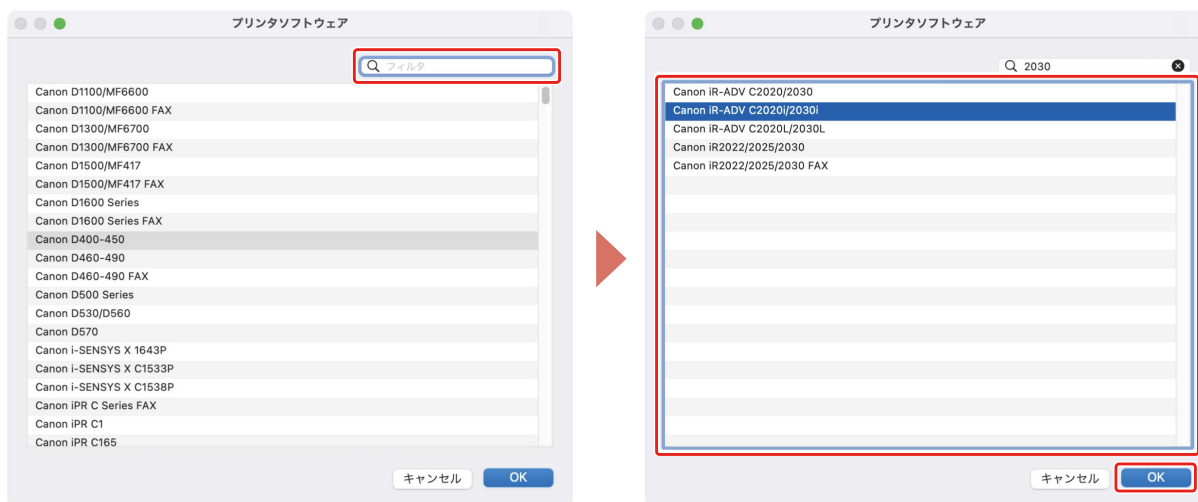 プリンタソフトウェア
フィルタ
Canon D1100/MF6600
Canon D1100/MF6600 FAX
Canon D1300/MF6700
Canon D1300/MF6700 FAX
Canon D1500/MF417
Canon D1500/MF417 FAX
Canon D1600 Series
Canon D1600 Series FAX
Canon D400-450
Canon D460-490
Canon D460-490 FAX
Canon D500 Series
Canon D530/D560
Canon D570
Canon i-SENSYS X 1643P
Canon i-SENSYS X C1533P
Canon i-SENSYS X C1538P
Canon iPR C Series FAX
Canon iPR C1
Canon iPR C165
キャンセル OK
プリンタソフトウェア
2030
Canon iR-ADV C2020/2030
Canon iR-ADV C2020i/2030i
Canon iR-ADV C2020L/2030L
Canon iR2022/2025/2030
Canon iR2022/2025/2030 FAX
キャンセル OK